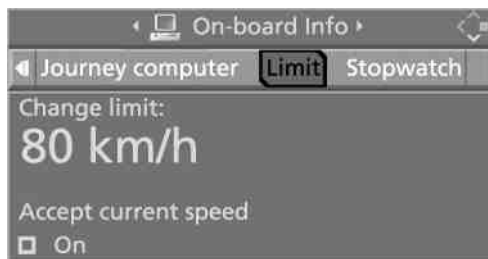 On-board Info
Journey computer Limit Stopwatch
Change limit:
80 km/h
Accept current speed
On